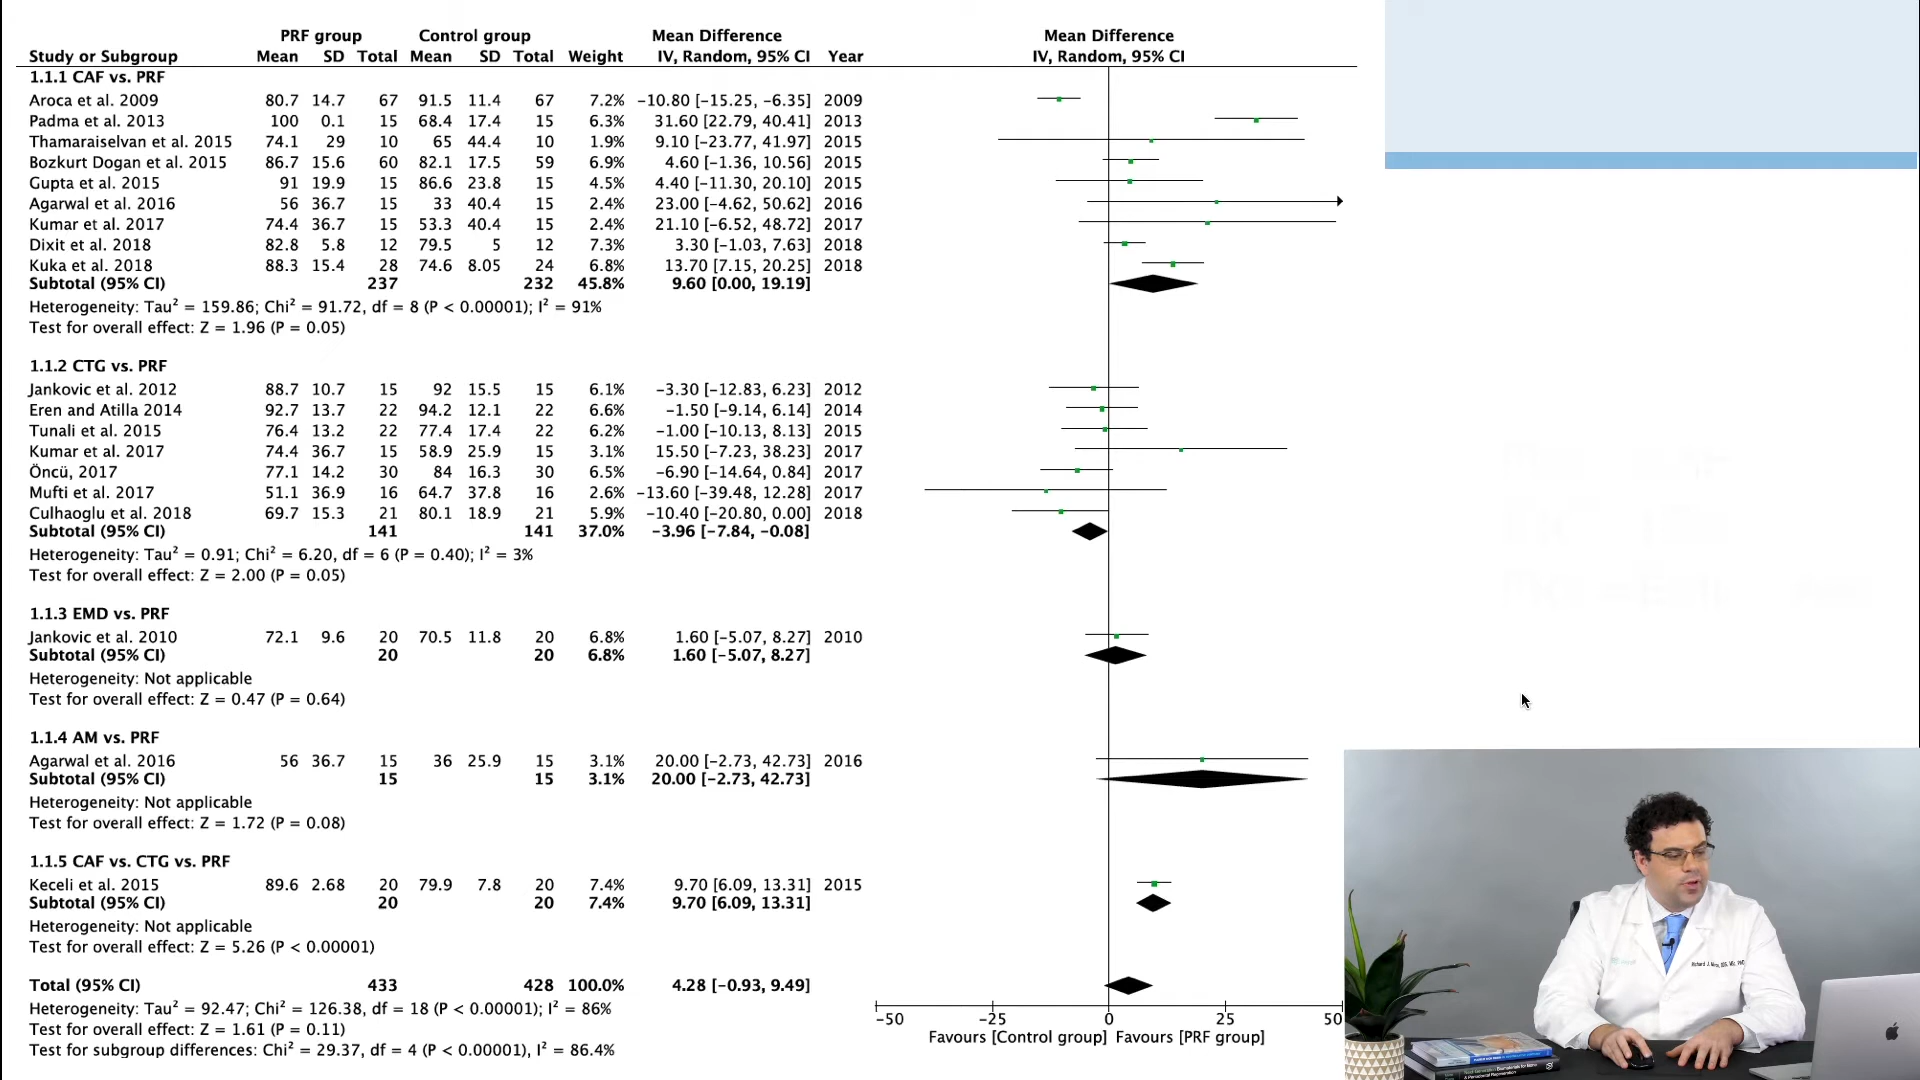 PRF group Control group Mean Difference Mean Difference
Study or Subgroup Mean SD Total Mean SD Total Weight IV, Random, 95% CI Year IV, Random, 95% CI
1.1.1 CAF vs. PRF
Aroca et al. 2009 80.7 14.7 67 91.5 11.4 67 7.2% −10.80 [−15.25, −6.35] 2009
Padma et al. 2013 100 0.1 15 68.4 17.4 15 6.3% 31.60 [22.79, 40.41] 2013
Thamaraiselvan et al. 2015 74.1 29 10 65 44.4 10 1.9% 9.10 [−23.77, 41.97] 2015
Bozkurt Dogan et al. 2015 86.7 15.6 60 82.1 17.5 59 6.9% 4.60 [−1.36, 10.56] 2015
Gupta et al. 2015 91 19.9 15 86.6 23.8 15 4.5% 4.40 [−11.30, 20.10] 2015
Agarwal et al. 2016 56 36.7 15 33 40.4 15 2.4% 23.00 [−4.62, 50.62] 2016
Kumar et al. 2017 74.4 36.7 15 53.3 40.4 15 2.4% 21.10 [−6.52, 48.72] 2017
Dixit et al. 2018 82.8 5.8 12 79.5 5 12 7.3% 3.30 [−1.03, 7.63] 2018
Kuka et al. 2018 88.3 15.4 28 74.6 8.05 24 6.8% 13.70 [7.15, 20.25] 2018
Subtotal (95% CI) 237 232 45.8% 9.60 [0.00, 19.19]
Heterogeneity: Tau² = 159.86; Chi² = 91.72, df = 8 (P < 0.00001); I² = 91%
Test for overall effect: Z = 1.96 (P = 0.05)
1.1.2 CTG vs. PRF
Jankovic et al. 2012 88.7 10.7 15 92 15.5 15 6.1% −3.30 [−12.83, 6.23] 2012
Eren and Atilla 2014 92.7 13.7 22 94.2 12.1 22 6.6% −1.50 [−9.14, 6.14] 2014
Tunali et al. 2015 76.4 13.2 22 77.4 17.4 22 6.2% −1.00 [−10.13, 8.13] 2015
Kumar et al. 2017 74.4 36.7 15 58.9 25.9 15 3.1% 15.50 [−7.23, 38.23] 2017
Öncü, 2017 77.1 14.2 30 84 16.3 30 6.5% −6.90 [−14.64, 0.84] 2017
Mufti et al. 2017 51.1 36.9 16 64.7 37.8 16 2.6% −13.60 [−39.48, 12.28] 2017
Culhaoglu et al. 2018 69.7 15.3 21 80.1 18.9 21 5.9% −10.40 [−20.80, 0.00] 2018
Subtotal (95% CI) 141 141 37.0% −3.96 [−7.84, −0.08]
Heterogeneity: Tau² = 0.91; Chi² = 6.20, df = 6 (P = 0.40); I² = 3%
Test for overall effect: Z = 2.00 (P = 0.05)
1.1.3 EMD vs. PRF
Jankovic et al. 2010 72.1 9.6 20 70.5 11.8 20 6.8% 1.60 [−5.07, 8.27] 2010
Subtotal (95% CI) 20 20 6.8% 1.60 [−5.07, 8.27]
Heterogeneity: Not applicable
Test for overall effect: Z = 0.47 (P = 0.64)
1.1.4 AM vs. PRF
Agarwal et al. 2016 56 36.7 15 36 25.9 15 3.1% 20.00 [−2.73, 42.73] 2016
Subtotal (95% CI) 15 15 3.1% 20.00 [−2.73, 42.73]
Heterogeneity: Not applicable
Test for overall effect: Z = 1.72 (P = 0.08)
1.1.5 CAF vs. CTG vs. PRF
Keceli et al. 2015 89.6 2.68 20 79.9 7.8 20 7.4% 9.70 [6.09, 13.31] 2015
Subtotal (95% CI) 20 20 7.4% 9.70 [6.09, 13.31]
Heterogeneity: Not applicable
Test for overall effect: Z = 5.26 (P < 0.00001)
Total (95% CI) 433 428 100.0% 4.28 [−0.93, 9.49]
Heterogeneity: Tau² = 92.47; Chi² = 126.38, df = 18 (P < 0.00001); I² = 86%
Test for overall effect: Z = 1.61 (P = 0.11)
Test for subgroup differences: Chi² = 29.37, df = 4 (P < 0.00001), I² = 86.4%
−50 −25 0 25 50
Favours [Control group] Favours [PRF group]